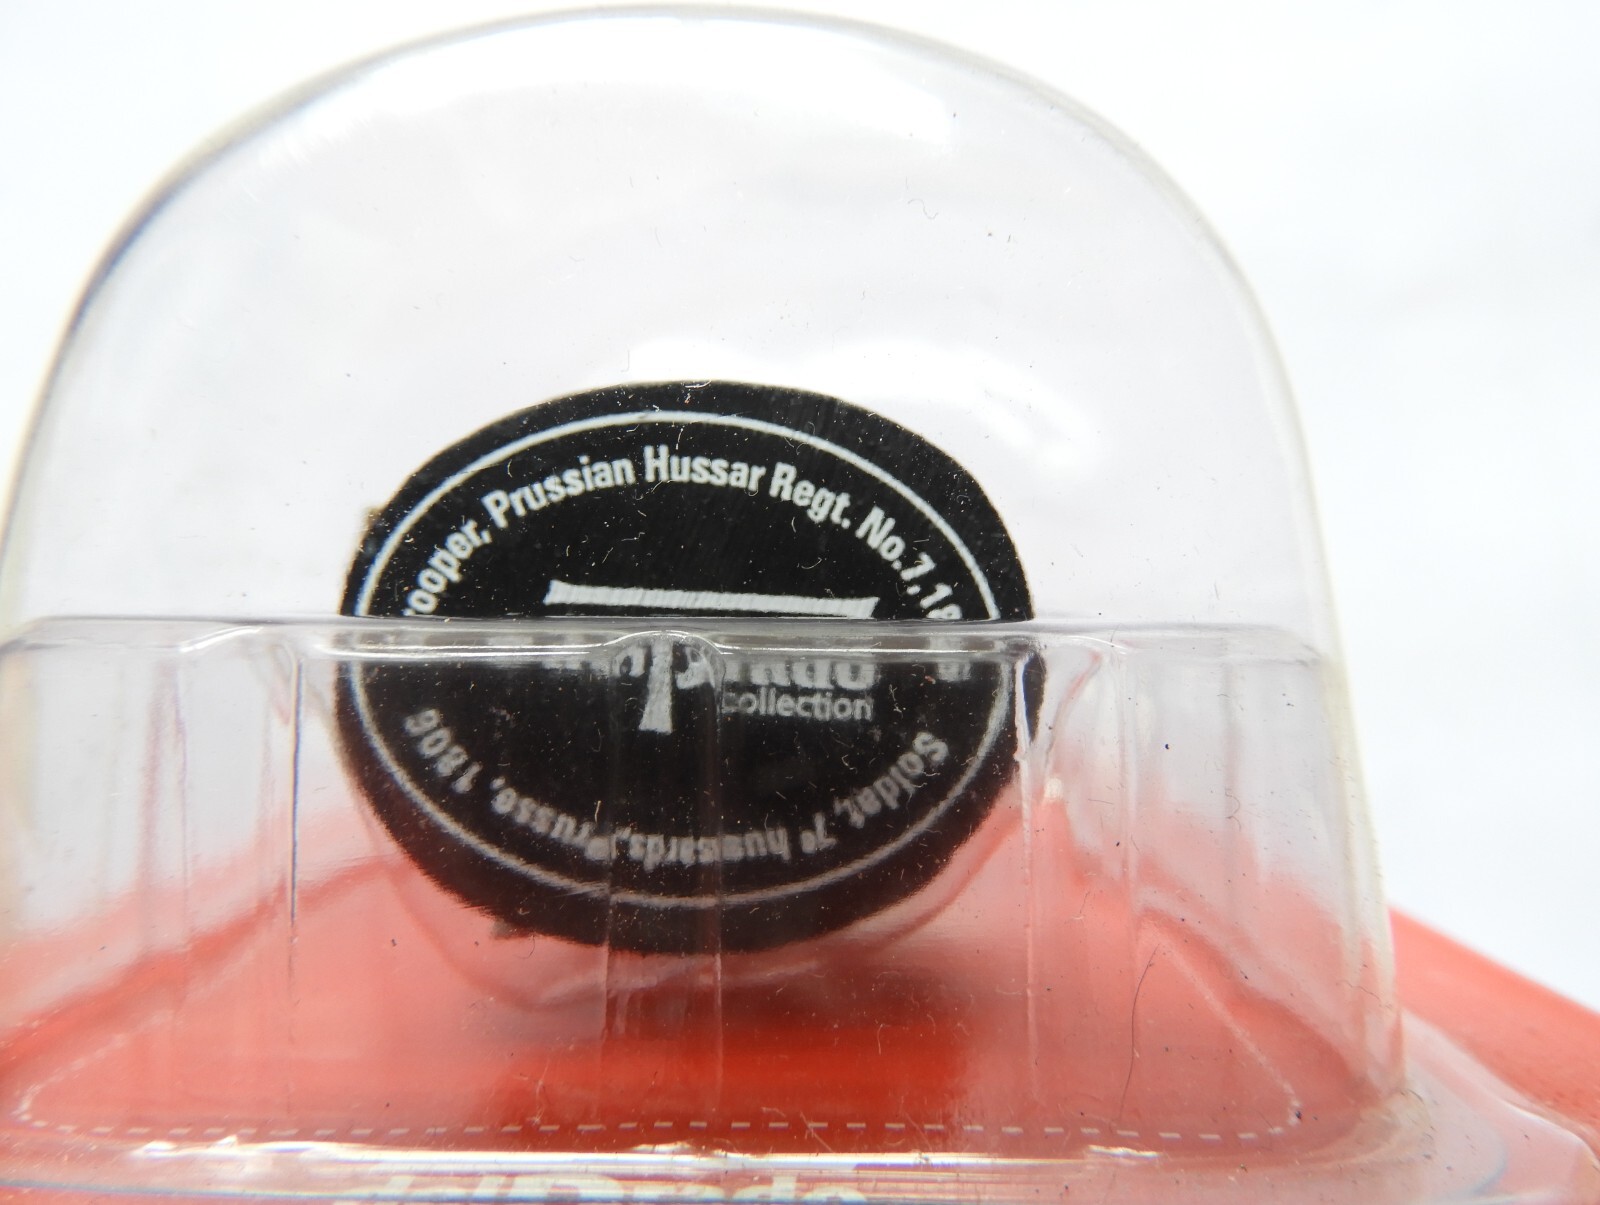 rooper, Prussian Hussar Regt. No.7, 18
collection
Soldat, 7e hussards, Prusse, 1806